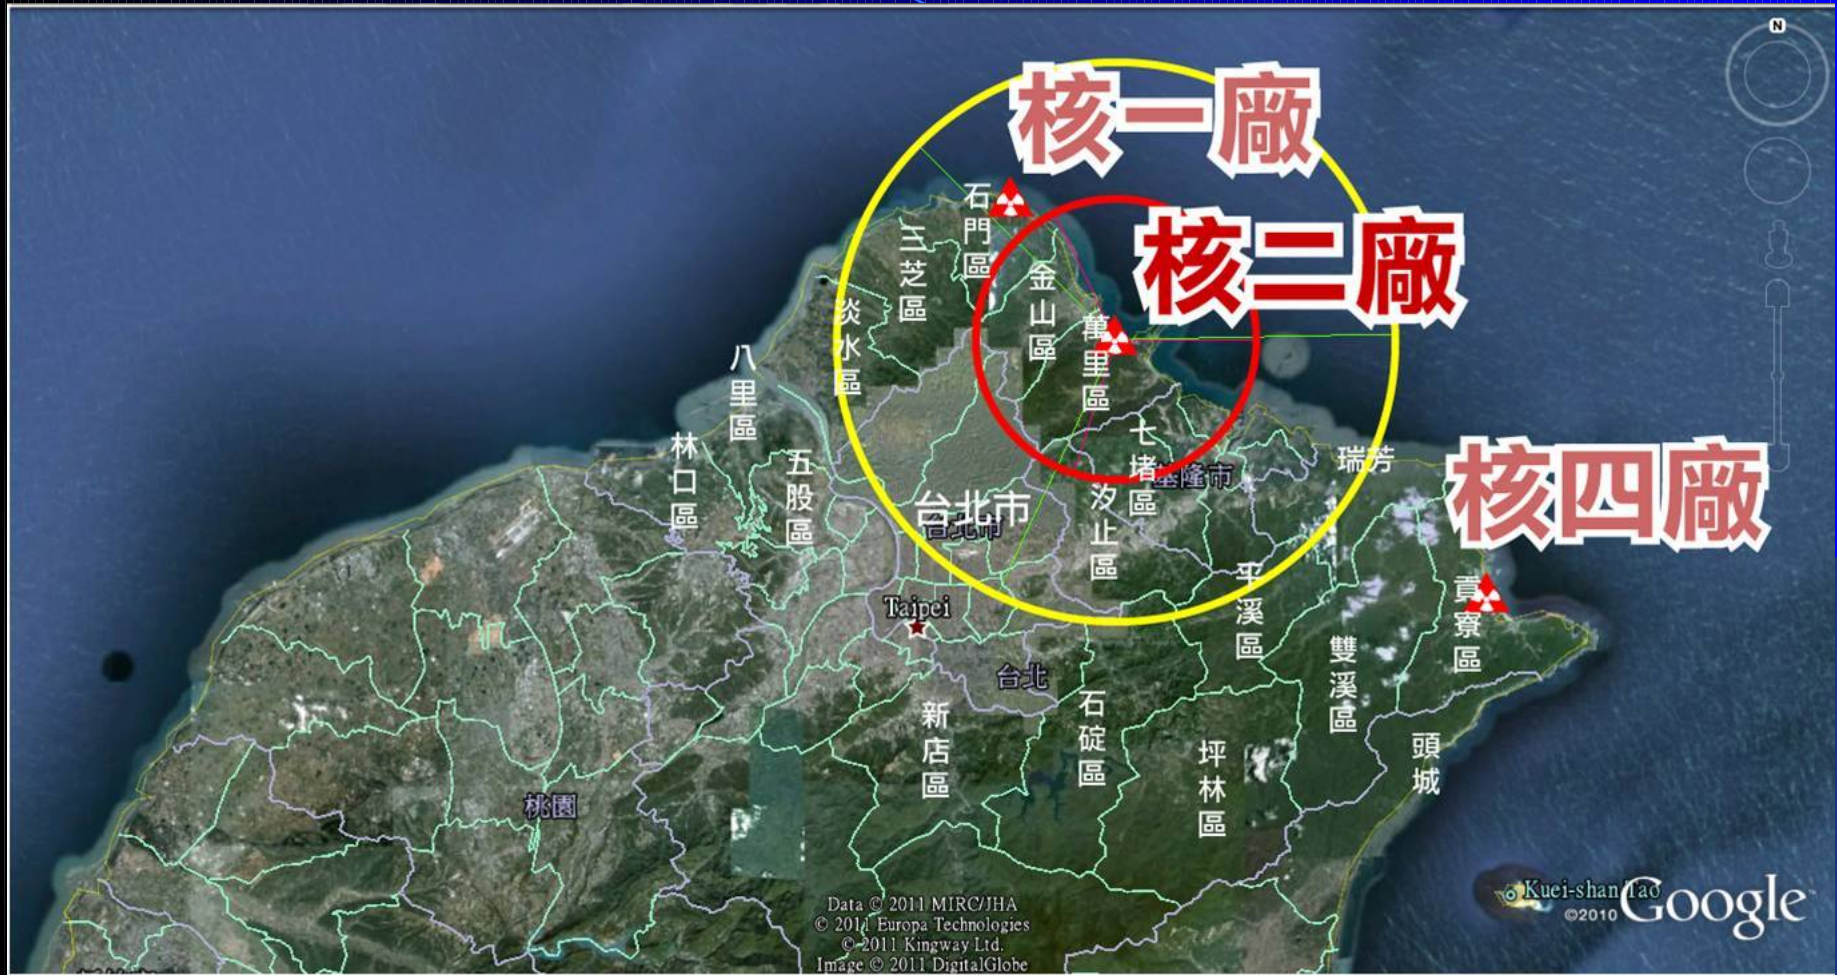 N
核一廠
石門區
三芝區
核二廠
金山區
淡水區
萬里區
八里區
林口區
五股區
七堵區
基隆市
瑞芳
汐止區
台北市
台北市
核四廠
平溪區
貢寮區
Taipei
雙溪區
台北
石碇區
新店區
頭城
坪林區
桃園
Kuei-shan Tao
©2010 Google
Data © 2011 MIRC/JHA
© 2011 Europa Technologies
© 2011 Kingway Ltd.
Image © 2011 DigitalGlobe